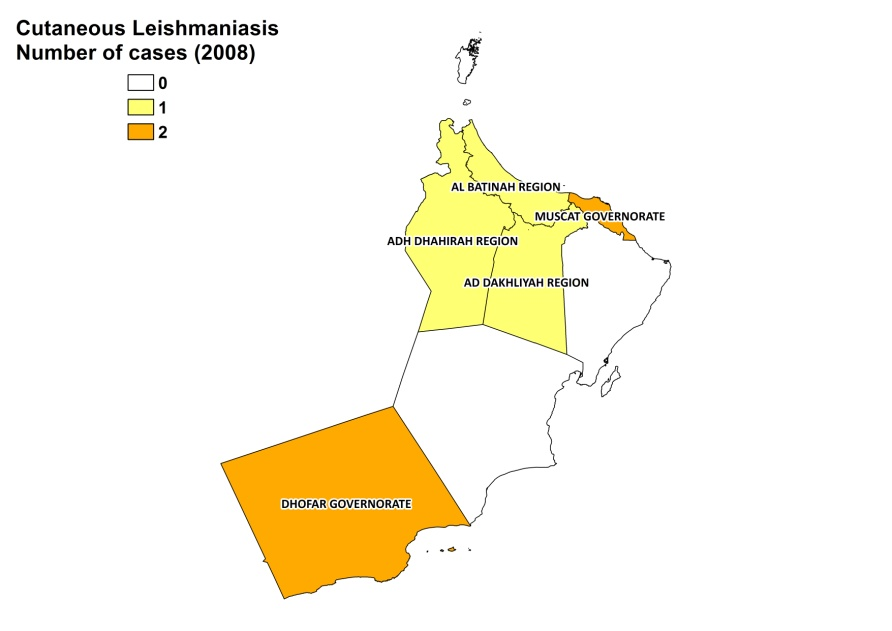 Cutaneous Leishmaniasis
Number of cases (2008)
0
1
2
AL BATINAH REGION
MUSCAT GOVERNORATE
ADH DHAHIRAH REGION
AD DAKHLIYAH REGION
DHOFAR GOVERNORATE